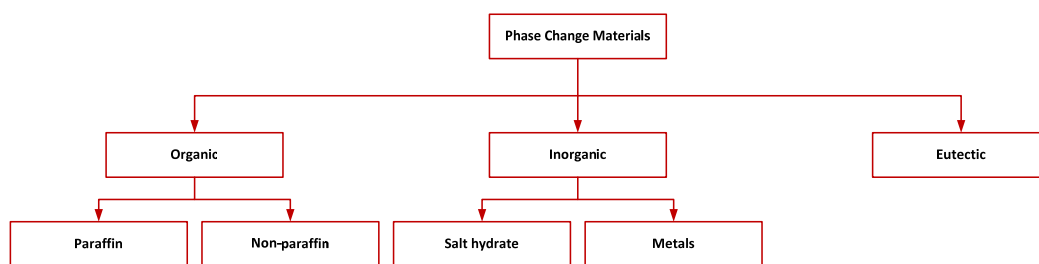 Phase Change Materials
Organic
Inorganic
Eutectic
Paraffin
Non-paraffin
Salt hydrate
Metals